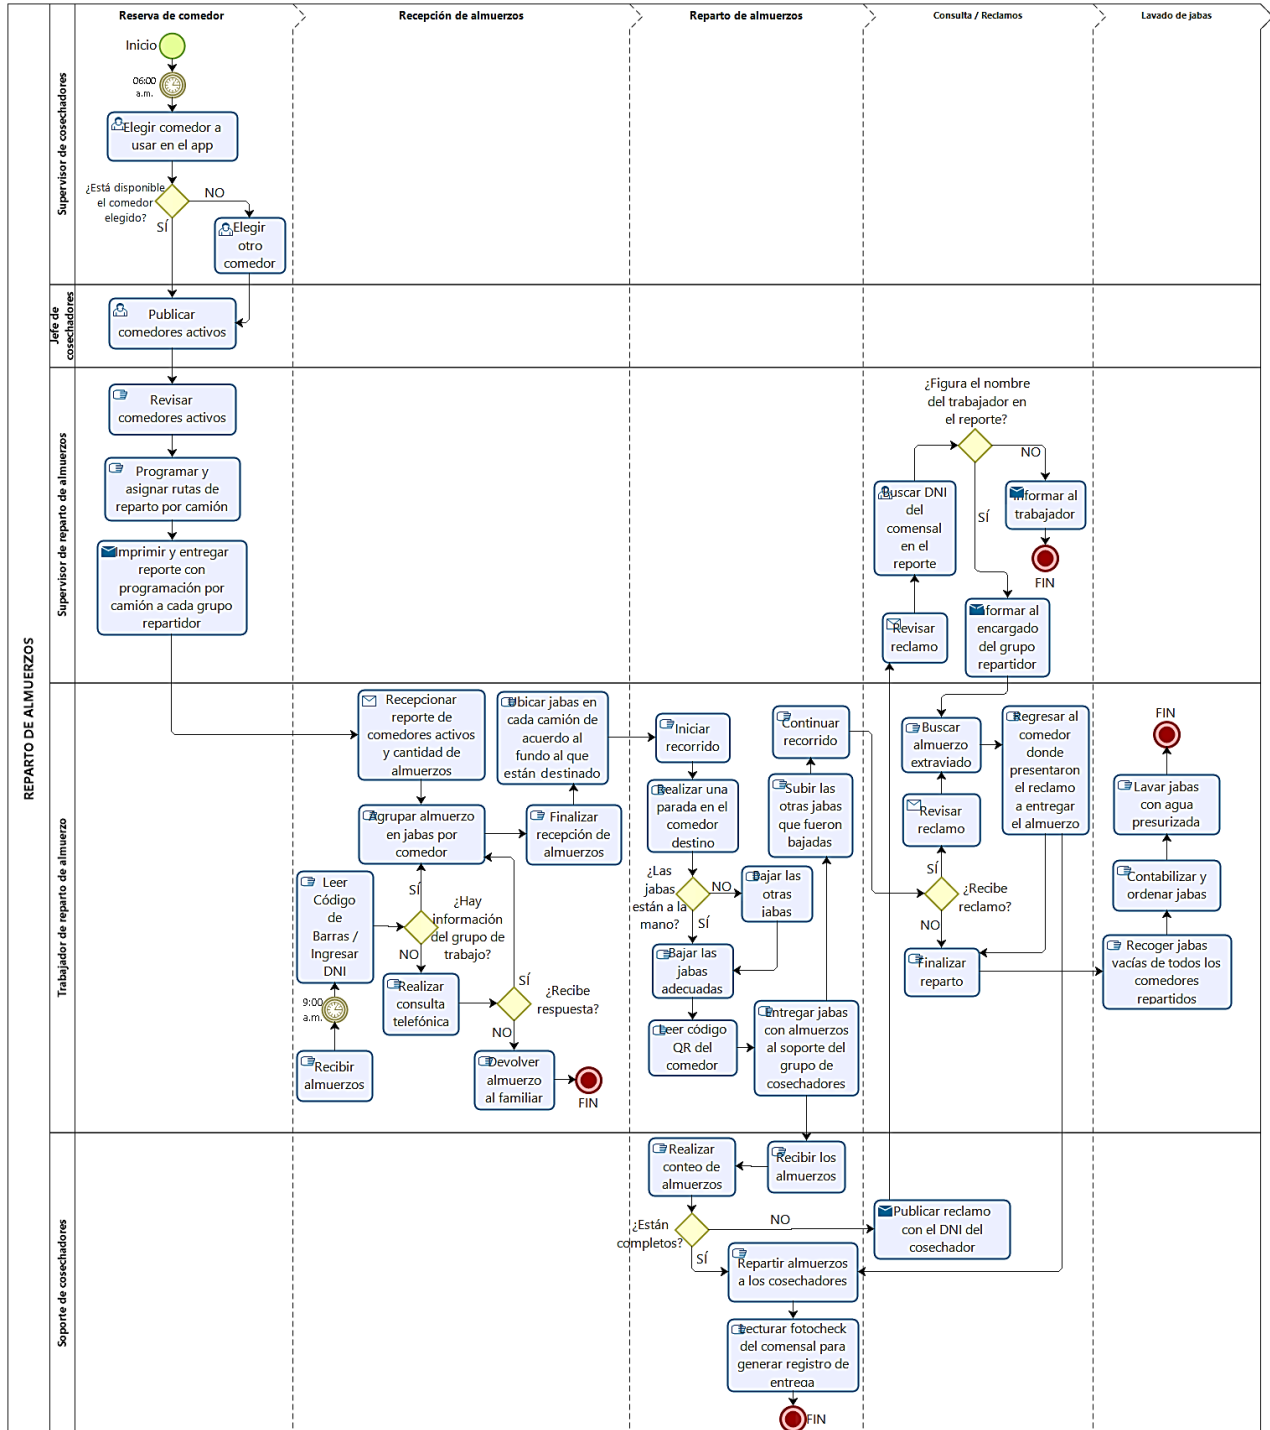 Reserva de comedor
Recepción de almuerzos
Reparto de almuerzos
Consulta / Reclamos
Lavado de jabas
REPARTO DE ALMUERZOS
Supervisor de cosechadores
Inicio
06:00
a.m.
Elegir comedor a
usar en el app
¿Está disponible
el comedor
elegido?
NO
SÍ
Elegir
otro
comedor
Jefe de
cosechadores
Publicar
comedores activos
Supervisor de reparto de almuerzos
Revisar
comedores activos
Programar y
asignar rutas de
reparto por camión
Imprimir y entregar
reporte con
programación por
camión a cada grupo
repartidor
¿Figura el nombre
del trabajador en
el reporte?
NO
SÍ
Buscar DNI
del
comensal
en el
reporte
Informar al
trabajador
FIN
Revisar
reclamo
Informar al
encargado
del grupo
repartidor
Trabajador de reparto de almuerzo
Recepcionar
reporte de
comedores activos
y cantidad de
almuerzos
Ubicar jabas en
cada camión de
acuerdo al
fundo al que
están destinado
Agrupar almuerzo
en jabas por
comedor
Finalizar
recepción de
almuerzos
Leer
Código
de
Barras /
Ingresar
DNI
SÍ
¿Hay
información
del grupo de
trabajo?
NO
9:00
a.m.
Realizar
consulta
telefónica
SÍ
¿Recibe
respuesta?
NO
Recibir
almuerzos
Devolver
almuerzo
al familiar
FIN
Iniciar
recorrido
Continuar
recorrido
Realizar una
parada en el
comedor
destino
Subir las
otras jabas
que fueron
bajadas
¿Las
jabas
están a la
mano?
NO
SÍ
Bajar las
otras
jabas
Bajar las
jabas
adecuadas
Leer código
QR del
comedor
Entregar jabas
con almuerzos
al soporte del
grupo de
cosechadores
Buscar
almuerzo
extraviado
Regresar al
comedor
donde
presentaron
el reclamo
a entregar
el almuerzo
Revisar
reclamo
SÍ
¿Recibe
reclamo?
NO
Finalizar
reparto
FIN
Lavar jabas
con agua
presurizada
Contabilizar y
ordenar jabas
Recoger jabas
vacías de todos los
comedores
repartidos
Soporte de cosechadores
Realizar
conteo de
almuerzos
Recibir los
almuerzos
¿Están
completos?
NO
SÍ
Publicar reclamo
con el DNI del
cosechador
Repartir almuerzos
a los cosechadores
Lecturar fotocheck
del comensal para
generar registro de
entrega
FIN